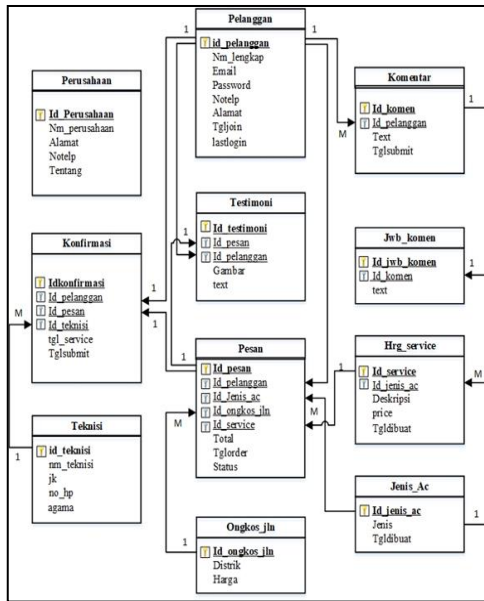 Pelanggan
id_pelanggan
Nm_lengkap
Email
Password
Notelp
Alamat
Tgljoin
lastlogin
Perusahaan
Id_Perusahaan
Nm_perusahaan
Alamat
Notelp
Tentang
Komentar
Id_komen
Id_pelanggan
Text
Tglsubmit
Testimoni
Id_testimoni
Id_pesan
Id_pelanggan
Gambar
text
Konfirmasi
Idkonfirmasi
Id_pelanggan
Id_pesan
Id_teknisi
tgl_service
Tglsubmit
Jwb_komen
Id_jwb_komen
Id_komen
text
Pesan
Id_pesan
Id_pelanggan
Id_Jenis_ac
Id_ongkos_jln
Id_service
Total
Tglorder
Status
Hrg_service
Id_service
Id_jenis_ac
Deskripsi
price
Tgldibuat
Teknisi
id_teknisi
nm_teknisi
jk
no_hp
agama
Jenis_Ac
Id_jenis_ac
Jenis
Tgldibuat
Ongkos_jln
Id_ongkos_jln
Distrik
Harga
1
1
1
M
1
1
1
1
M
1
M
M
M
1
1
1